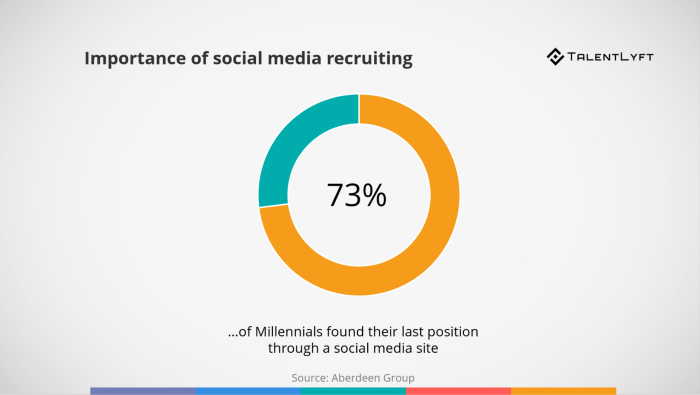 Importance of social media recruiting
TALENTLYFT
73%
...of Millennials found their last position
through a social media site
Source: Aberdeen Group